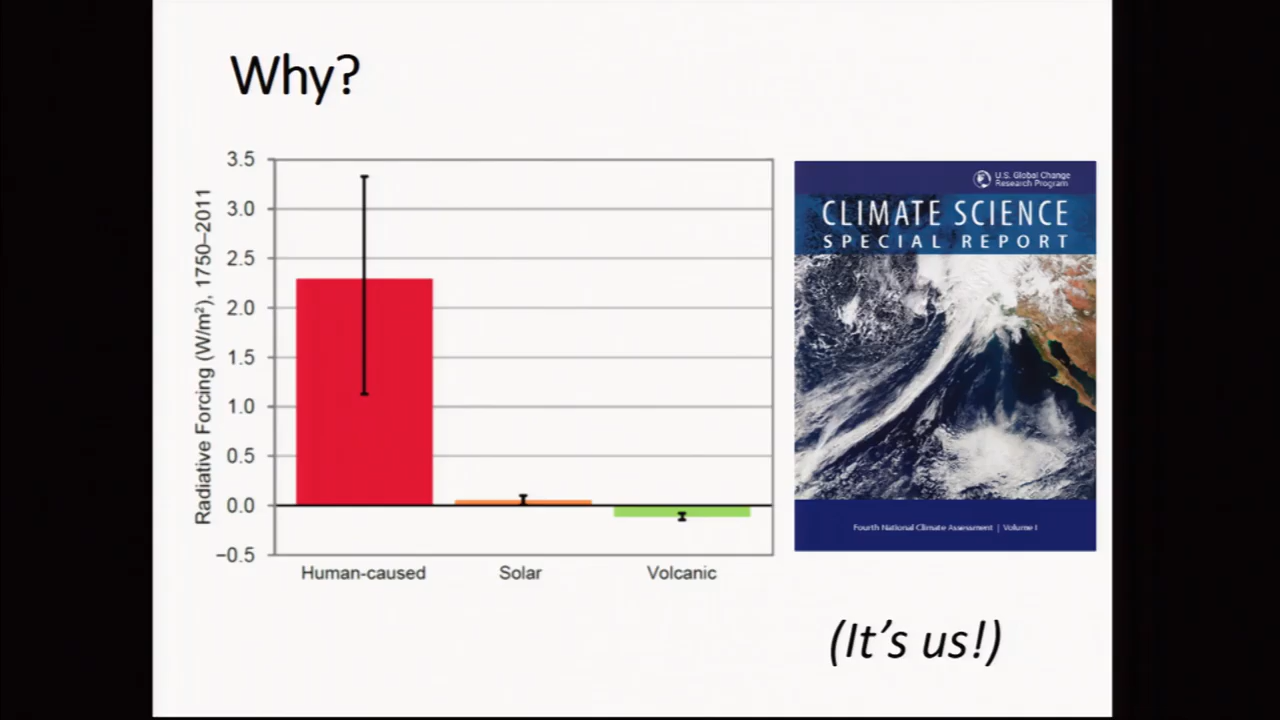 Why?
3.5
3.0
2.5
2.0
1.5
1.0
0.5
0.0
−0.5
Radiative Forcing (W/m²), 1750–2011
Human-caused
Solar
Volcanic
U.S. Global Change
Research Program
CLIMATE SCIENCE
SPECIAL REPORT
Fourth National Climate Assessment | Volume I
(It's us!)